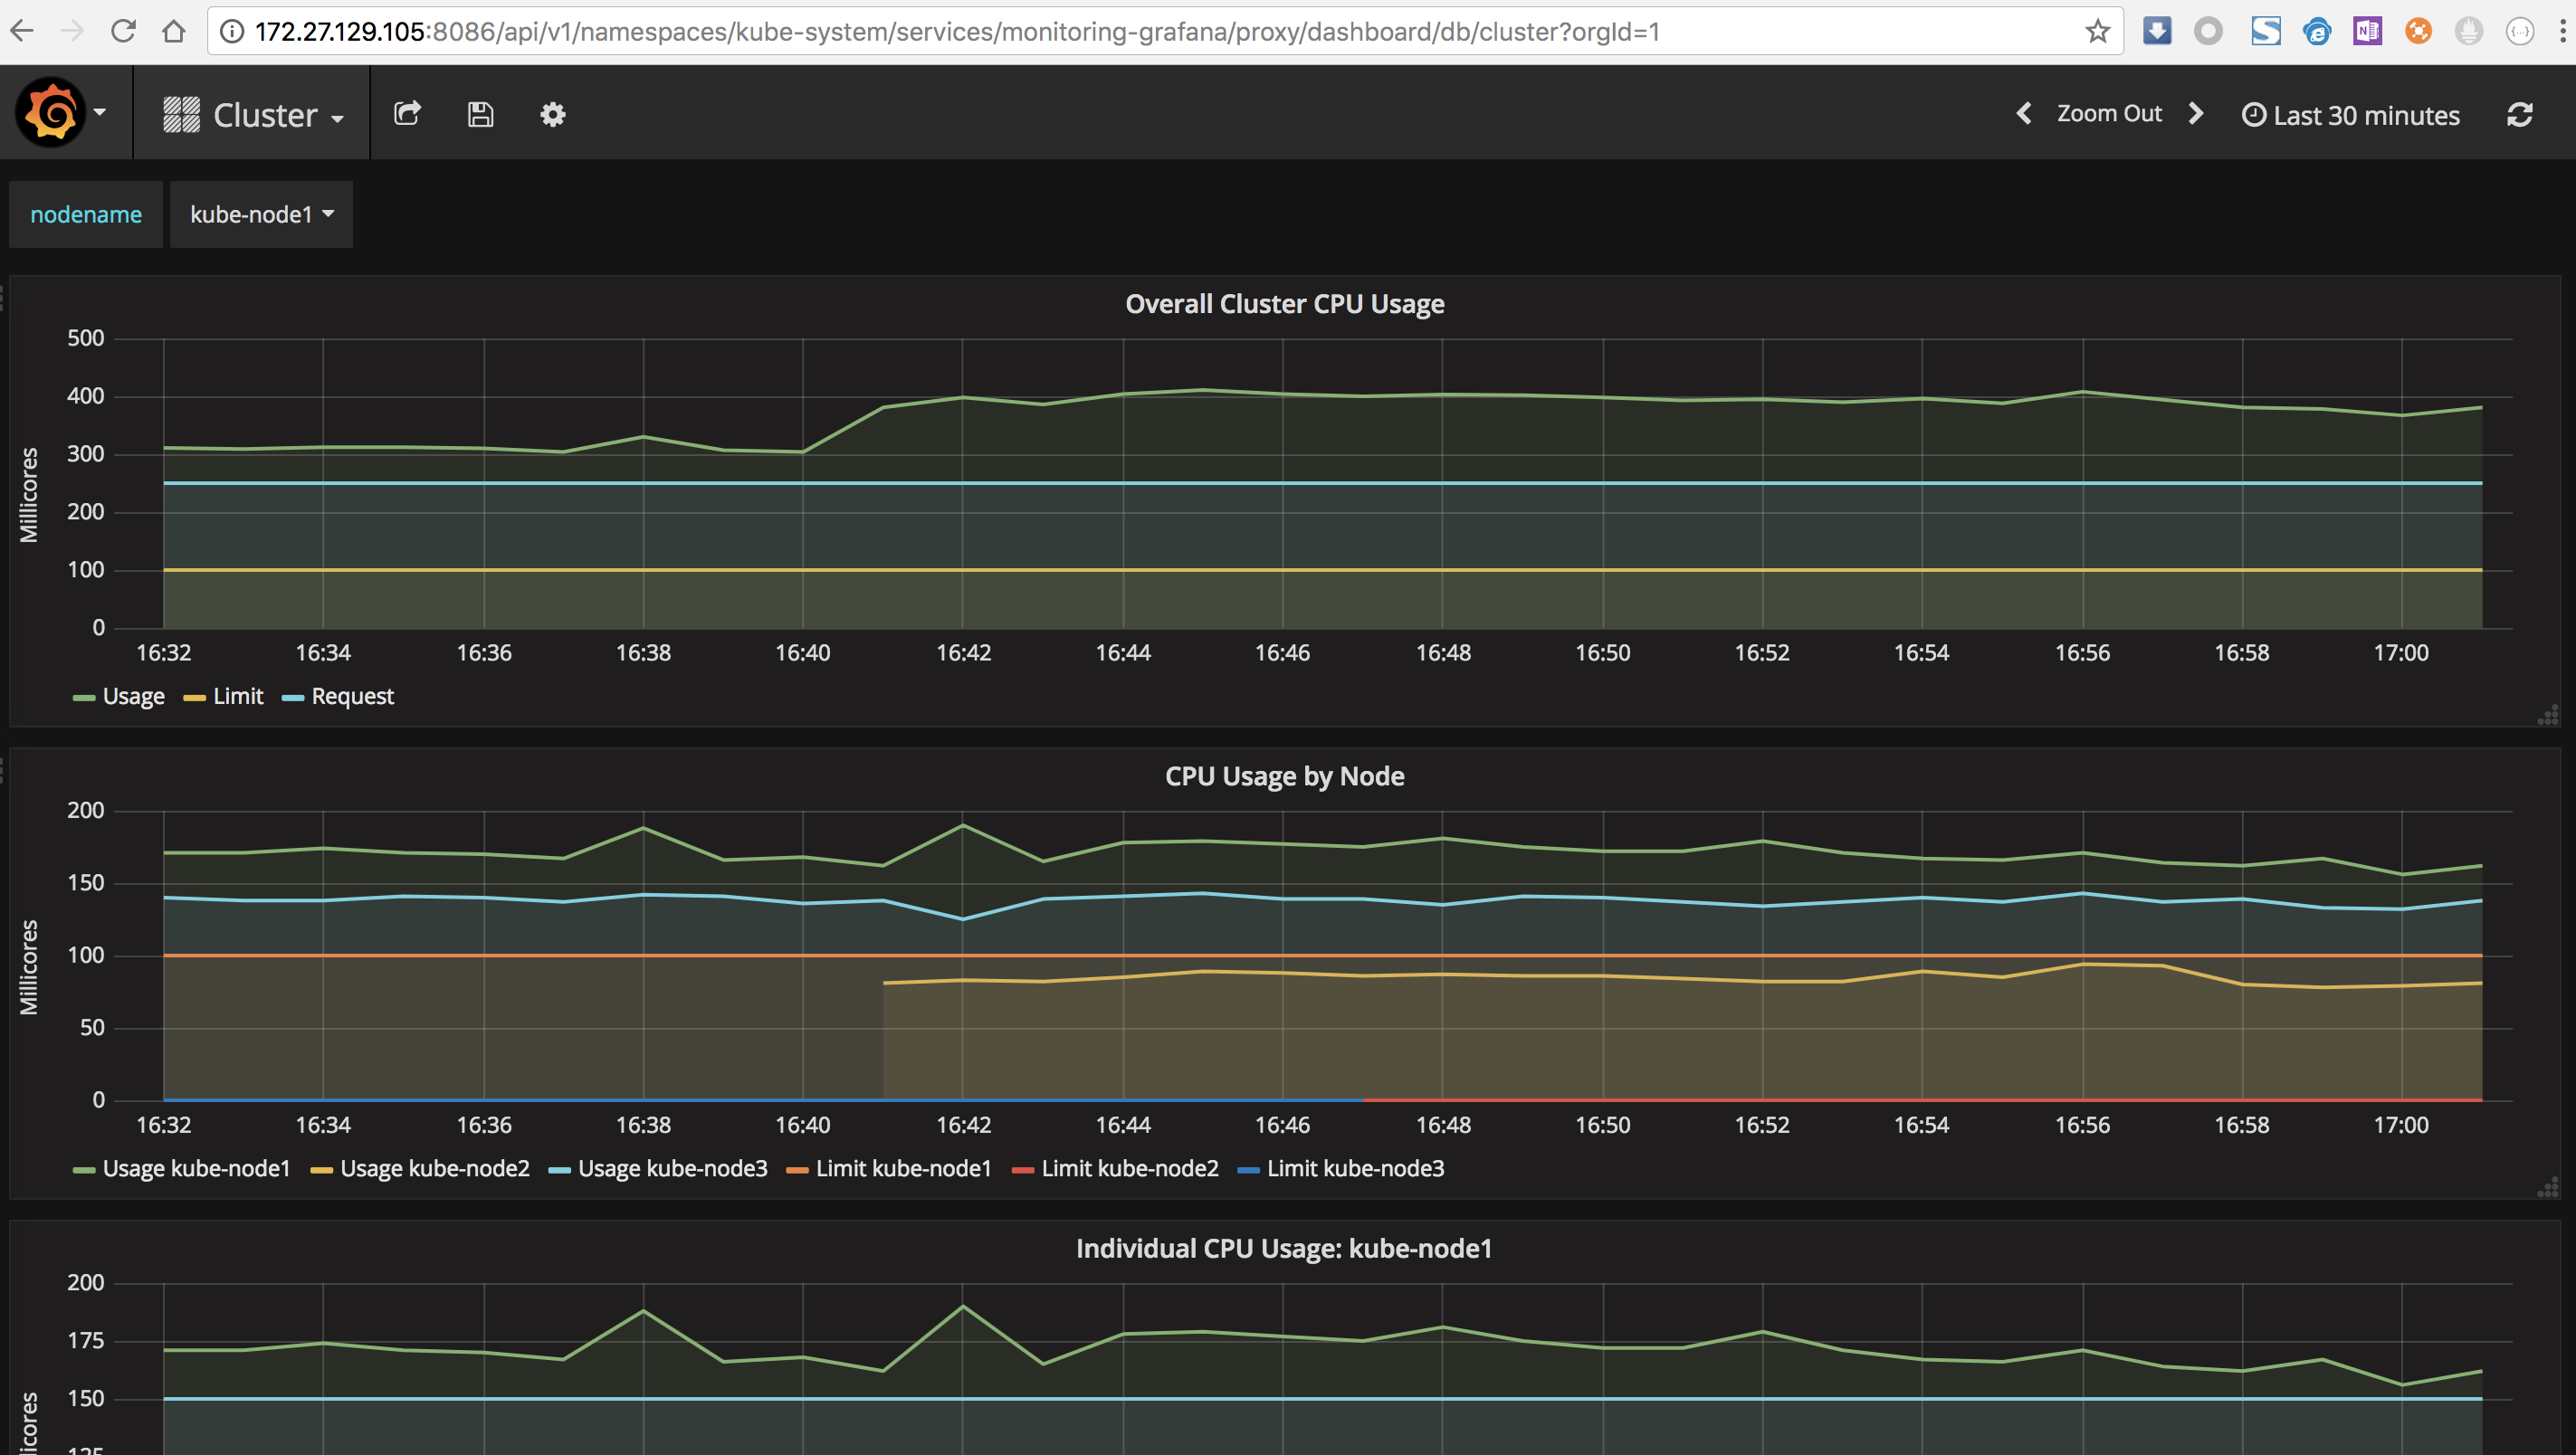 172.27.129.105:8086/api/v1/namespaces/kube-system/services/monitoring-grafana/proxy/dashboard/db/cluster?orgId=1
Cluster
Zoom Out
Last 30 minutes
nodename
kube-node1
Overall Cluster CPU Usage
500
400
300
200
100
0
Millicores
16:32 16:34 16:36 16:38 16:40 16:42 16:44 16:46 16:48 16:50 16:52 16:54 16:56 16:58 17:00
Usage Limit Request
CPU Usage by Node
200
150
100
50
0
Millicores
16:32 16:34 16:36 16:38 16:40 16:42 16:44 16:46 16:48 16:50 16:52 16:54 16:56 16:58 17:00
Usage kube-node1 Usage kube-node2 Usage kube-node3 Limit kube-node1 Limit kube-node2 Limit kube-node3
Individual CPU Usage: kube-node1
200
175
150